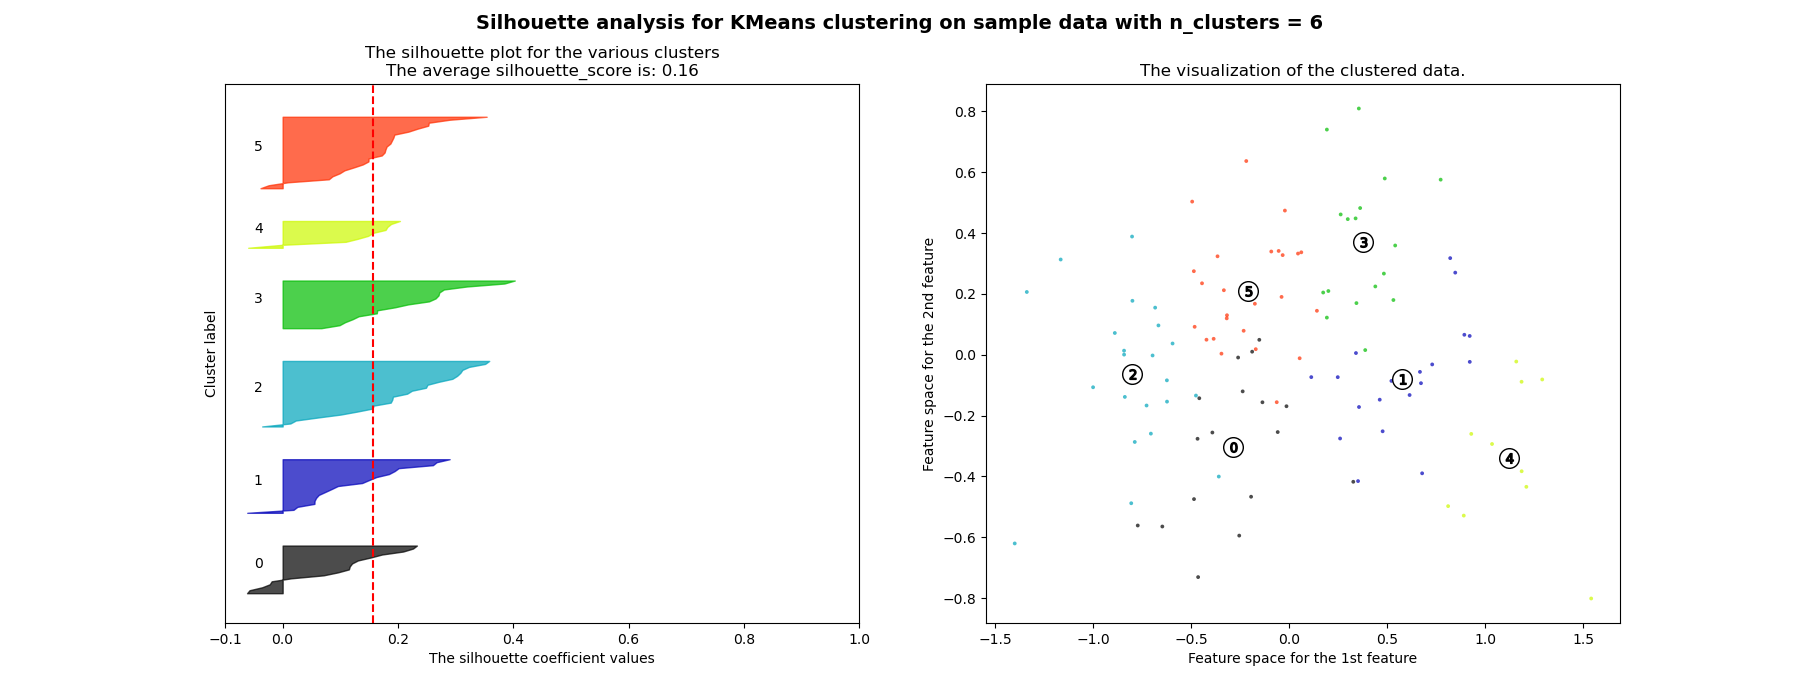 Silhouette analysis for KMeans clustering on sample data with n_clusters = 6
The silhouette plot for the various clusters
The average silhouette_score is: 0.16
5
4
3
2
1
0
Cluster label
−0.1 0.0 0.2 0.4 0.6 0.8 1.0
The silhouette coefficient values
The visualization of the clustered data.
0.8
0.6
0.4
0.2
0.0
−0.2
−0.4
−0.6
−0.8
Feature space for the 2nd feature
3
5
2
1
0
4
−1.5 −1.0 −0.5 0.0 0.5 1.0 1.5
Feature space for the 1st feature